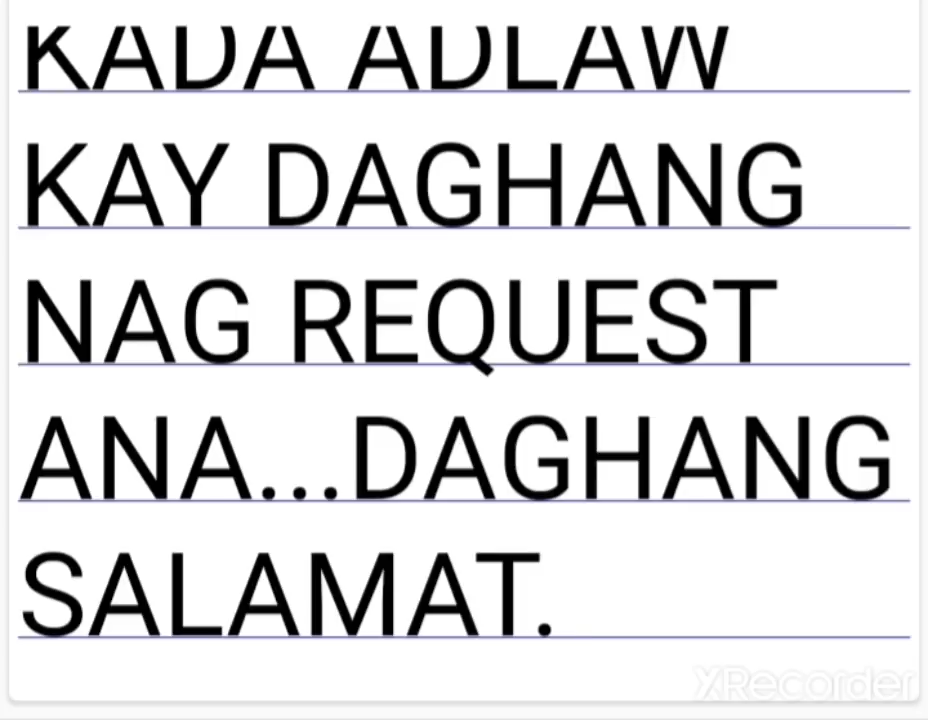 KADA ADLAW
KAY DAGHANG
NAG REQUEST
ANA...DAGHANG
SALAMAT.
XRecorder